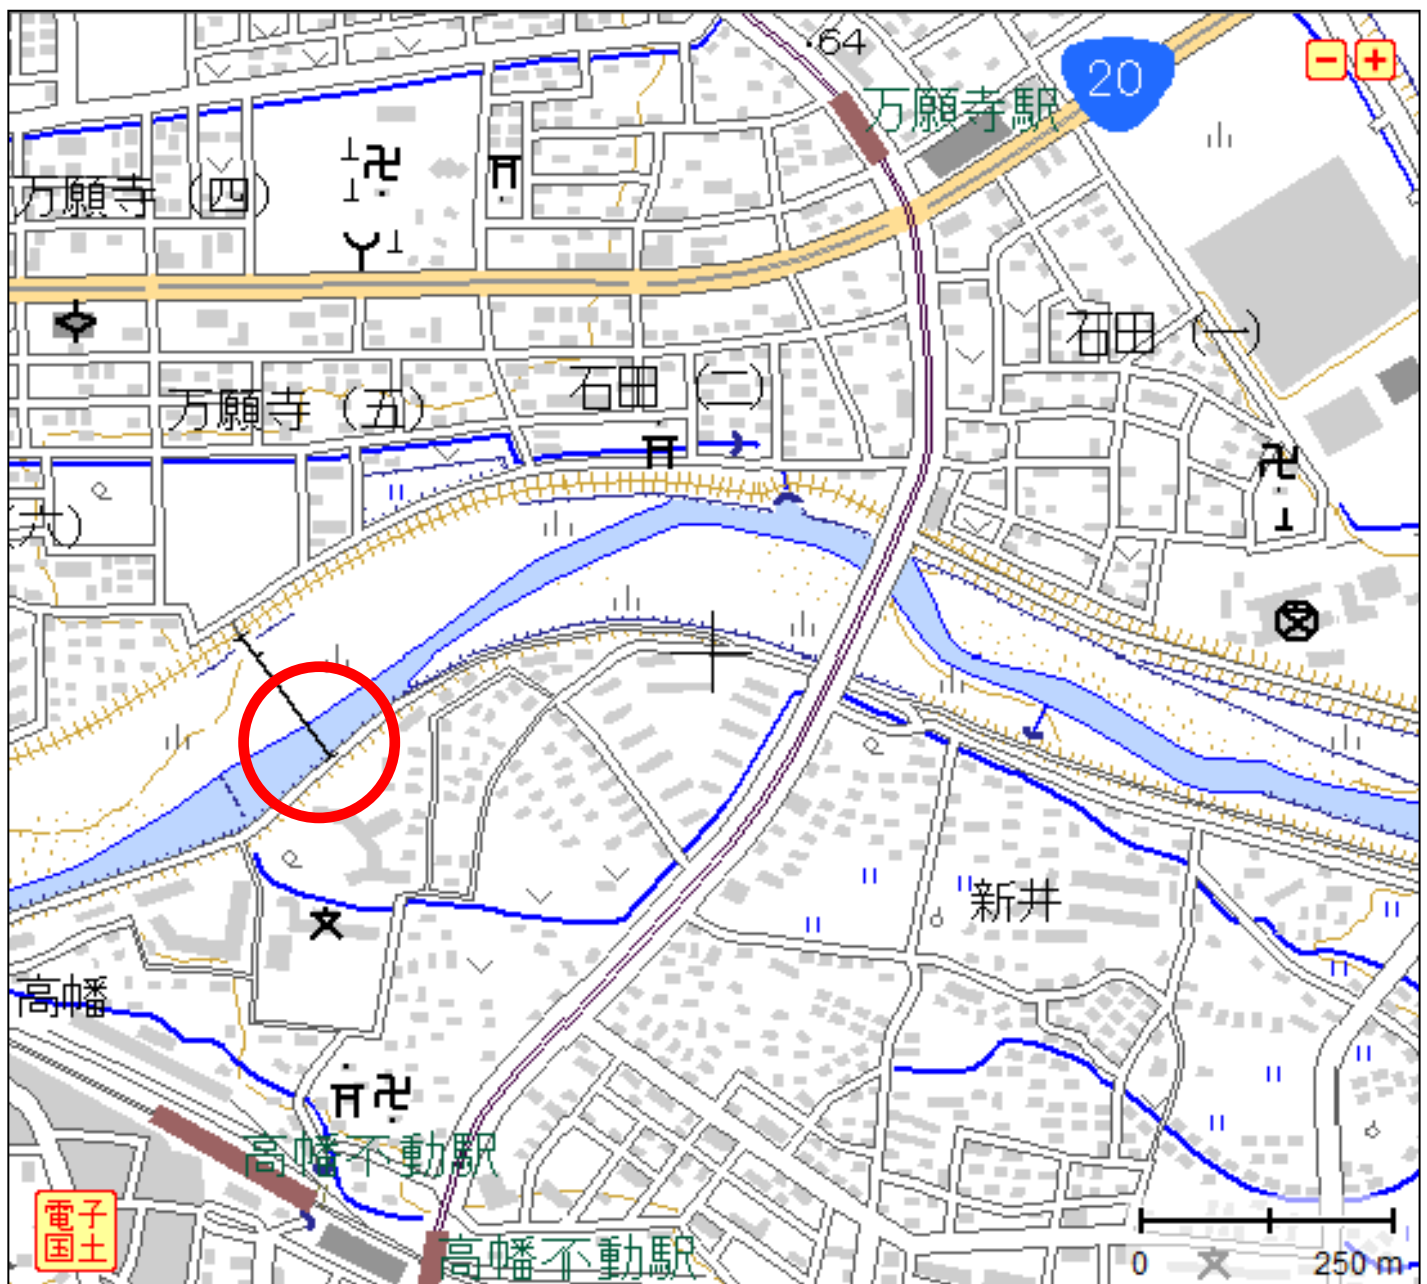 64
20
万願寺駅
万願寺（四）
石田（一）
石田（二）
万願寺（五）
（六）
新井
高幡
高幡不動駅
高幡不動駅
電子
国土
0 250 m